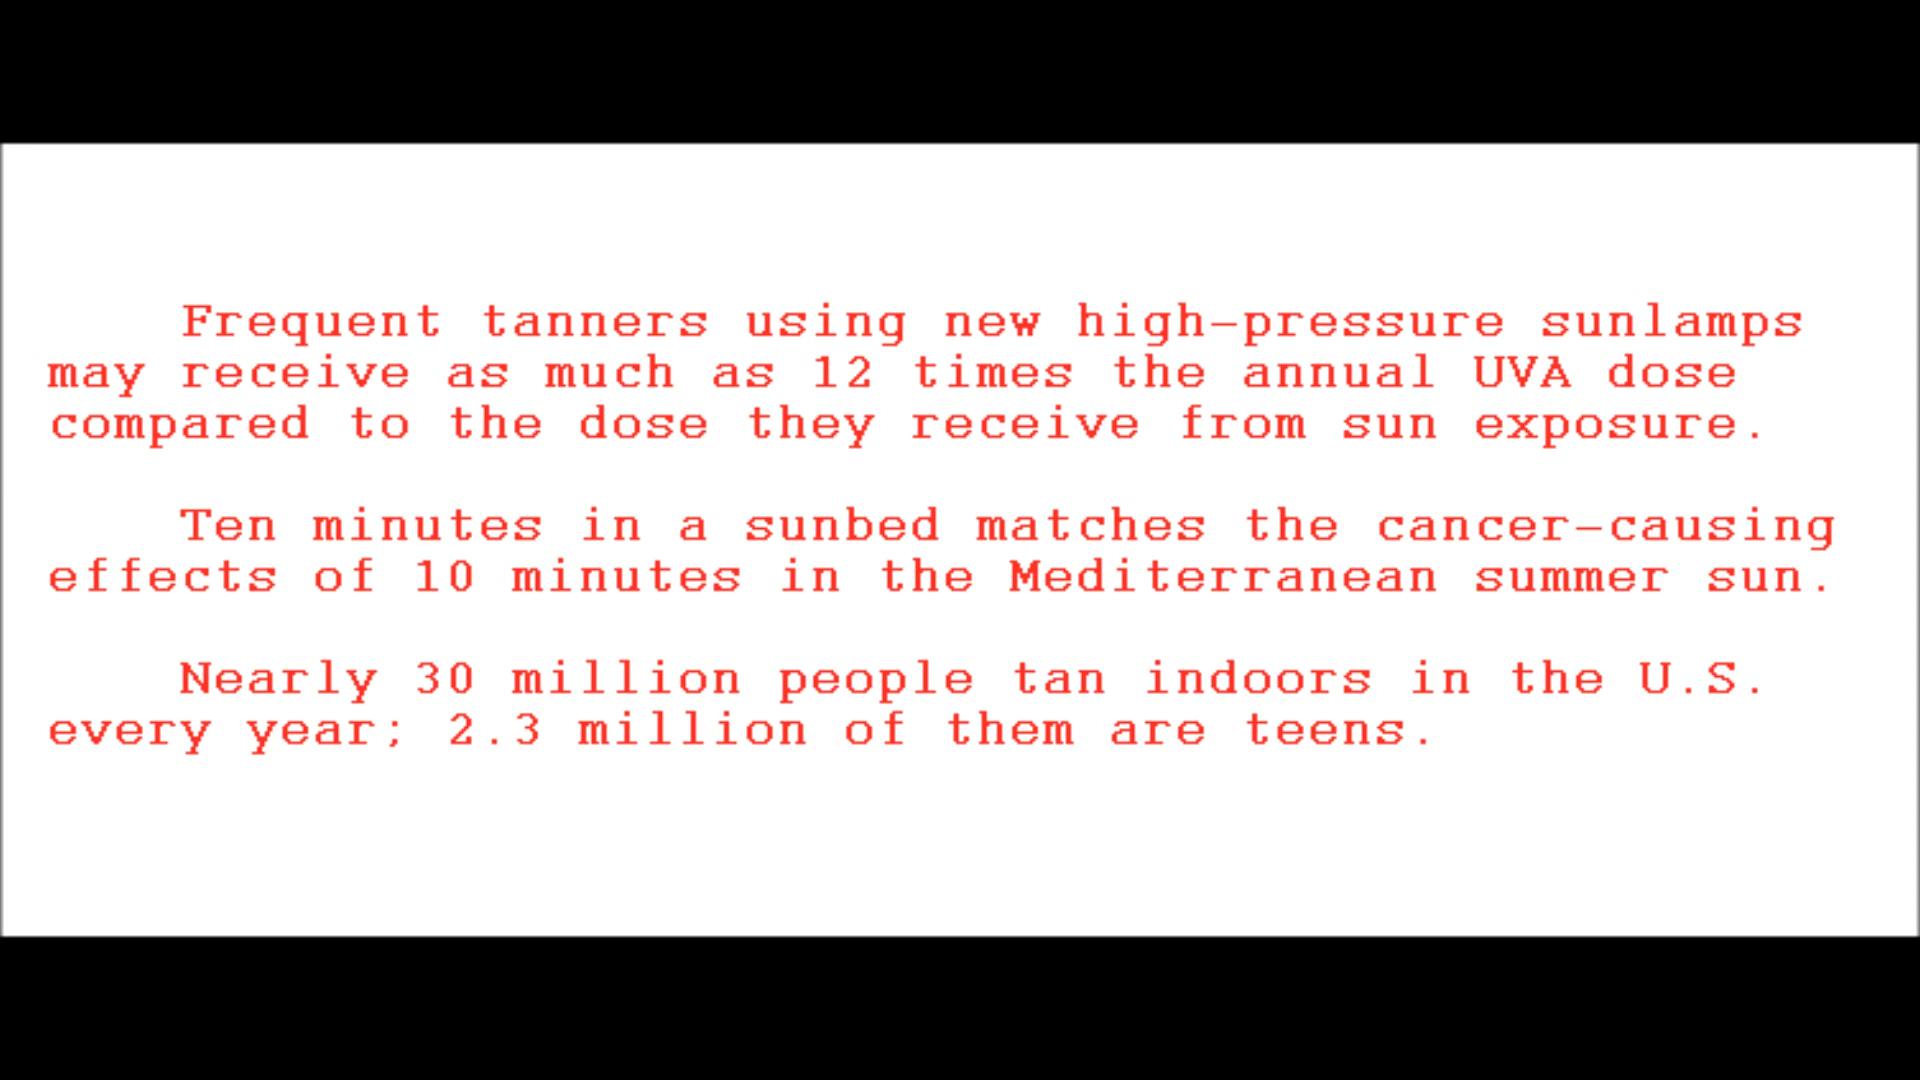 Frequent tanners using new high-pressure sunlamps
may receive as much as 12 times the annual UVA dose
compared to the dose they receive from sun exposure.
Ten minutes in a sunbed matches the cancer-causing
effects of 10 minutes in the Mediterranean summer sun.
Nearly 30 million people tan indoors in the U.S.
every year; 2.3 million of them are teens.